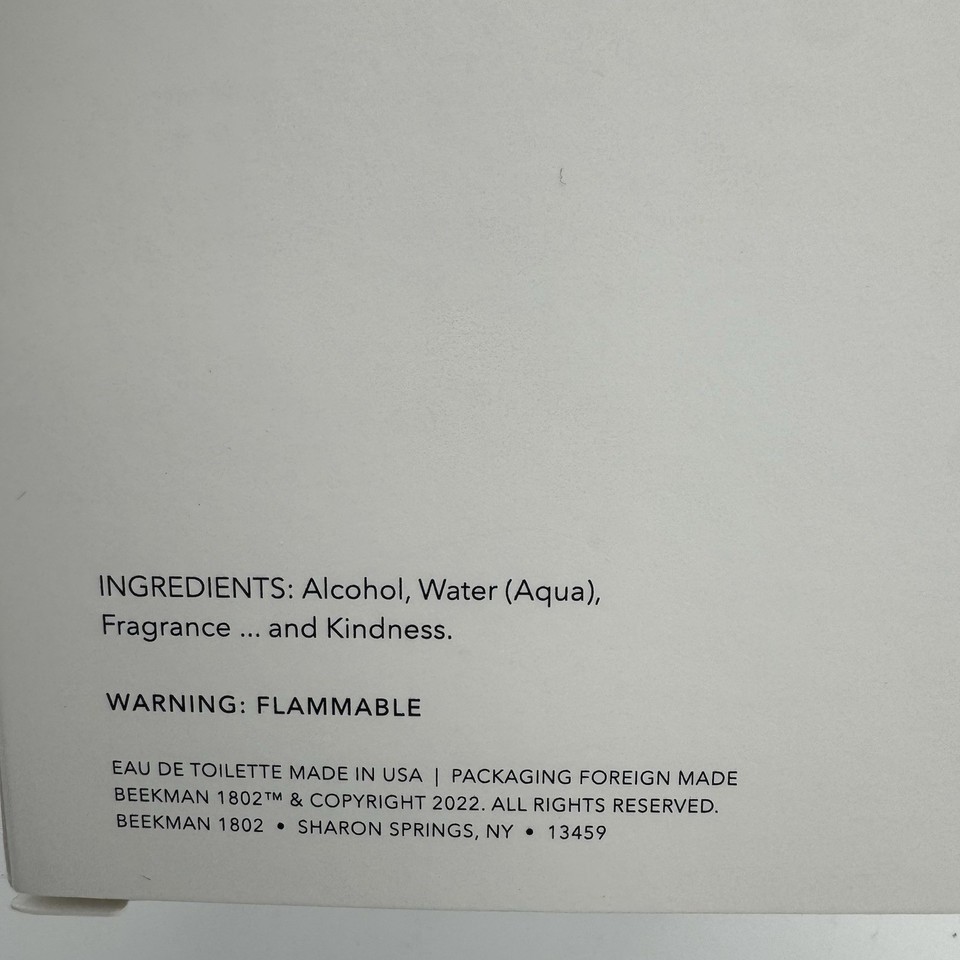 INGREDIENTS: Alcohol, Water (Aqua),
Fragrance ... and Kindness.
WARNING: FLAMMABLE
EAU DE TOILETTE MADE IN USA | PACKAGING FOREIGN MADE
BEEKMAN 1802™ & COPYRIGHT 2022. ALL RIGHTS RESERVED.
BEEKMAN 1802 • SHARON SPRINGS, NY • 13459